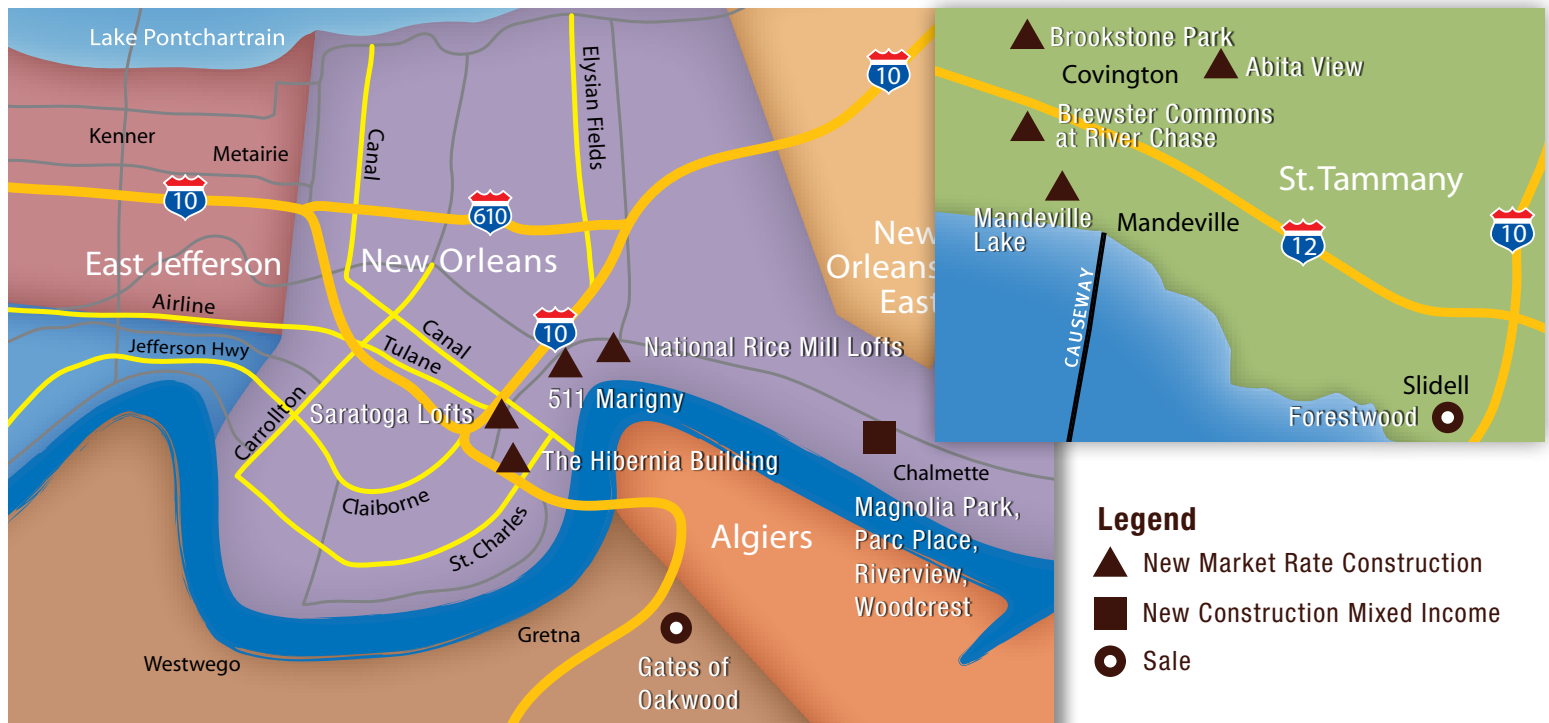 Lake Pontchartrain
Kenner
Metairie
10
East Jefferson
Airline
Jefferson Hwy
Canal
Elysian Fields
610
10
New Orleans
New
Orleans
East
Canal
Tulane
10
National Rice Mill Lofts
511 Marigny
Saratoga Lofts
Carrollton
The Hibernia Building
Claiborne
St. Charles
Chalmette
Magnolia Park,
Parc Place,
Riverview,
Woodcrest
Algiers
Gretna
Westwego
Gates of
Oakwood
Brookstone Park
Covington
Abita View
Brewster Commons
at River Chase
St. Tammany
Mandeville
Lake
Mandeville
12
10
CAUSEWAY
Slidell
Forestwood
Legend
New Market Rate Construction
New Construction Mixed Income
Sale